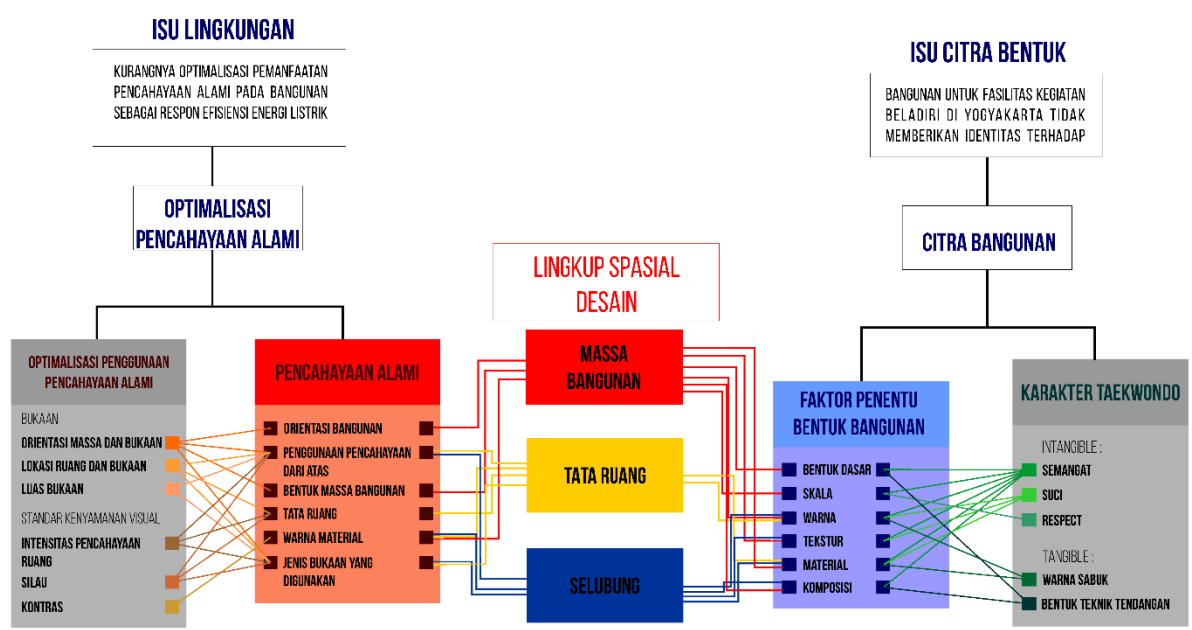 ISU LINGKUNGAN
KURANGNYA OPTIMALISASI PEMANFAATAN
PENCAHAYAAN ALAMI PADA BANGUNAN
SEBAGAI RESPON EFISIENSI ENERGI LISTRIK
OPTIMALISASI
PENCAHAYAAN ALAMI
OPTIMALISASI PENGGUNAAN
PENCAHAYAAN ALAMI
BUKAAN
ORIENTASI MASSA DAN BUKAAN
LOKASI RUANG DAN BUKAAN
LUAS BUKAAN
STANDAR KENYAMANAN VISUAL
INTENSITAS PENCAHAYAAN
RUANG
SILAU
KONTRAS
PENCAHAYAAN ALAMI
ORIENTASI BANGUNAN
PENGGUNAAN PENCAHAYAAN
DARI ATAS
BENTUK MASSA BANGUNAN
TATA RUANG
WARNA MATERIAL
JENIS BUKAAN YANG
DIGUNAKAN
LINGKUP SPASIAL
DESAIN
MASSA
BANGUNAN
TATA RUANG
SELUBUNG
ISU CITRA BENTUK
BANGUNAN UNTUK FASILITAS KEGIATAN
BELADIRI DI YOGYAKARTA TIDAK
MEMBERIKAN IDENTITAS TERHADAP
CITRA BANGUNAN
FAKTOR PENENTU
BENTUK BANGUNAN
BENTUK DASAR
SKALA
WARNA
TEKSTUR
MATERIAL
KOMPOSISI
KARAKTER TAEKWONDO
INTANGIBLE :
SEMANGAT
SUCI
RESPECT
TANGIBLE :
WARNA SABUK
BENTUK TEKNIK TENDANGAN